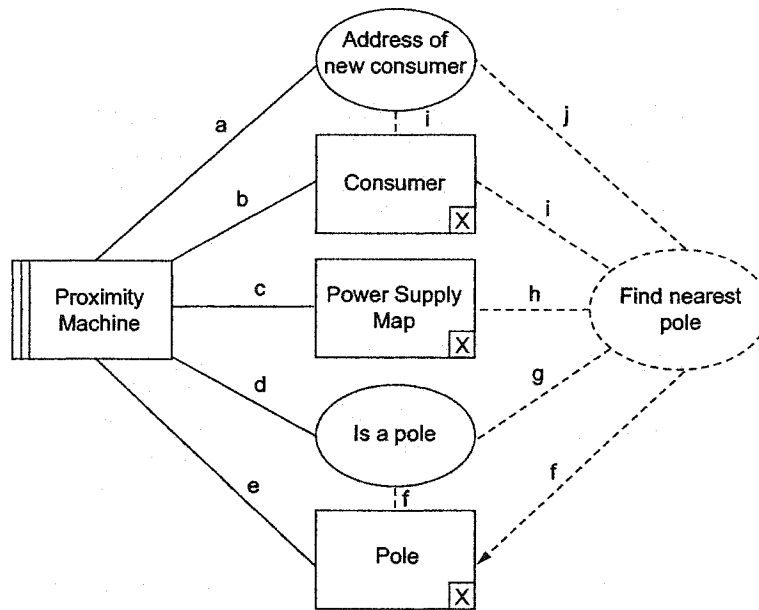 Address of
new consumer
a
i
j
Consumer
X
b
i
Proximity
Machine
c
Power Supply
Map
X
h
Find nearest
pole
d
g
Is a pole
e
f
f
Pole
X